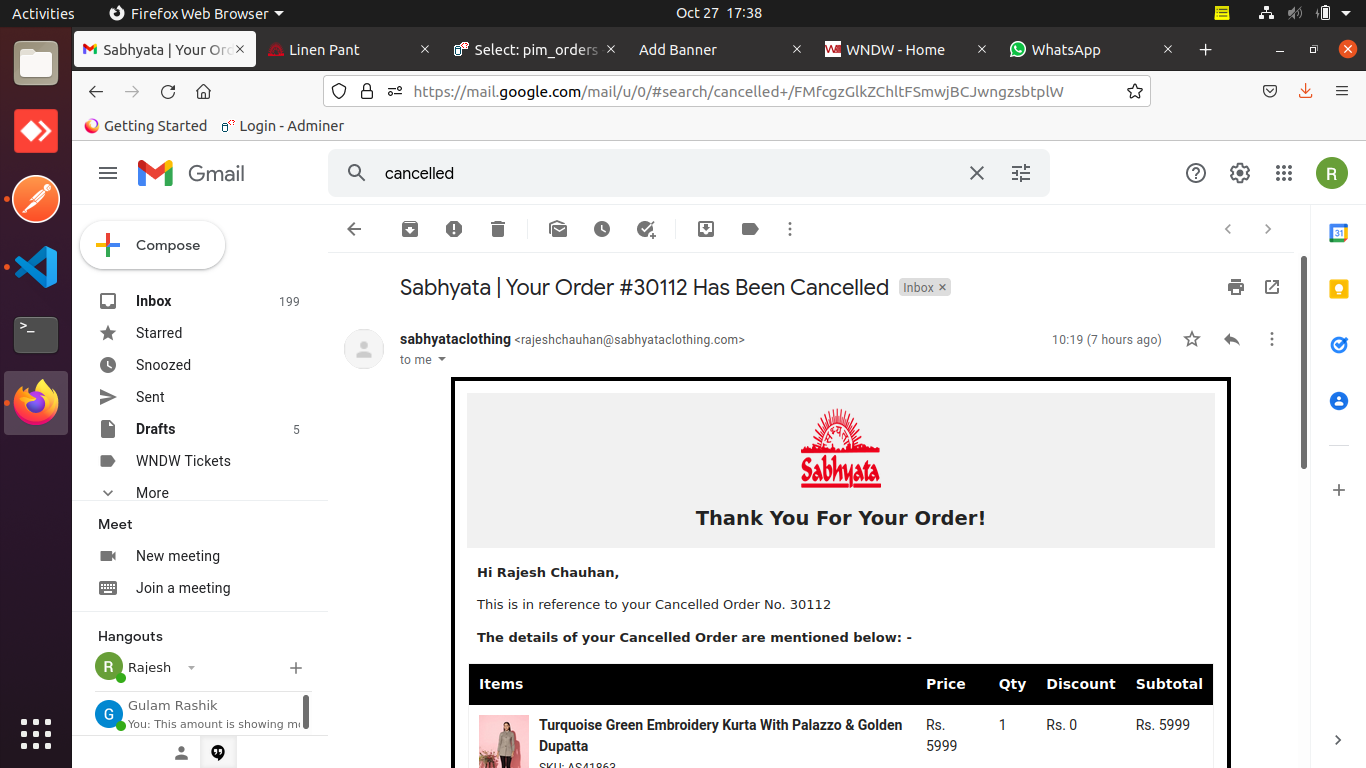 Activities
Firefox Web Browser
Oct 27 17:38
Sabhyata | Your Ord
Linen Pant
Select: pim_orders
Add Banner
WNDW - Home
WhatsApp
https://mail.google.com/mail/u/0/#search/cancelled+/FMfcgzGlkZChltFSmwjBCJwngzsbtplW
Getting Started
Login - Adminer
Gmail
cancelled
R
Compose
Inbox 199
Starred
Snoozed
Sent
Drafts 5
WNDW Tickets
More
Meet
New meeting
Join a meeting
Hangouts
R Rajesh
G Gulam Rashik
You: This amount is showing me
Sabhyata | Your Order #30112 Has Been Cancelled
Inbox
sabhyataclothing <rajeshchauhan@sabhyataclothing.com>
10:19 (7 hours ago)
to me
सभ्यता
Sabhyata
Thank You For Your Order!
Hi Rajesh Chauhan,
This is in reference to your Cancelled Order No. 30112
The details of your Cancelled Order are mentioned below: -
Items Price Qty Discount Subtotal
Turquoise Green Embroidery Kurta With Palazzo & Golden
Dupatta
SKU: AS41863
Rs.
5999
1
Rs. 0
Rs. 5999
31